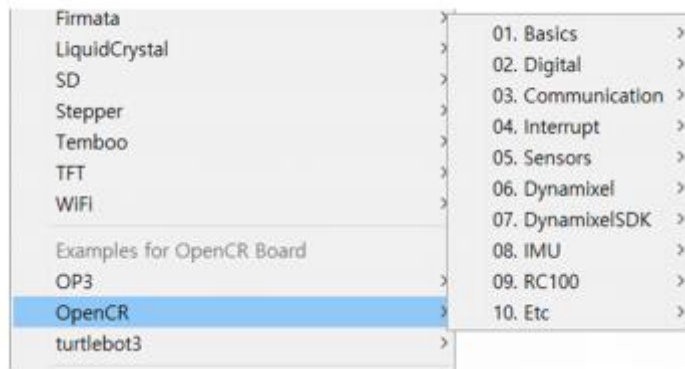 Firmata
LiquidCrystal
SD
Stepper
Temboo
TFT
WiFi
Examples for OpenCR Board
OP3
OpenCR
turtlebot3
01. Basics
02. Digital
03. Communication
04. Interrupt
05. Sensors
06. Dynamixel
07. DynamixelSDK
08. IMU
09. RC100
10. Etc